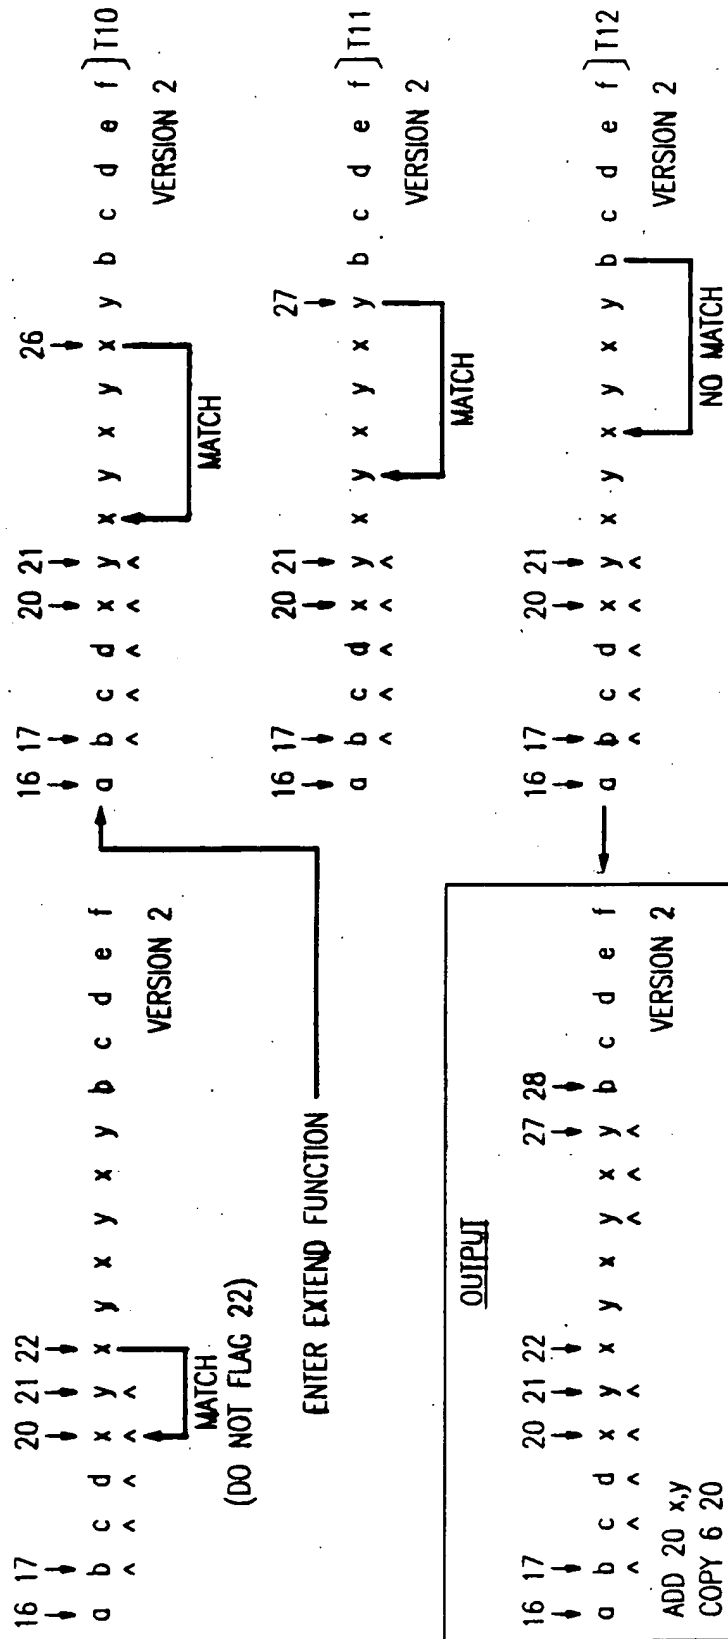 16 17 20 21 22
a b c d x y x y x y x y b c d e f
^ ^ ^ ^ ^
MATCH
(DO NOT FLAG 22)
VERSION 2
ENTER EXTEND FUNCTION
16 17 20 21 26
a b c d x y x y x y x y b c d e f }T10
^ ^ ^ ^ ^
MATCH
VERSION 2
16 17 20 21 27
a b c d x y x y x y x y b c d e f }T11
^ ^ ^ ^ ^
MATCH
VERSION 2
16 17 20 21
a b c d x y x y x y x y b c d e f }T12
^ ^ ^ ^ ^
NO MATCH
VERSION 2
OUTPUT
16 17 20 21 22 27 28
a b c d x y x y x y x y b c d e f
^ ^ ^ ^ ^ ^ ^ ^
VERSION 2
ADD 20 x,y
COPY 6 20